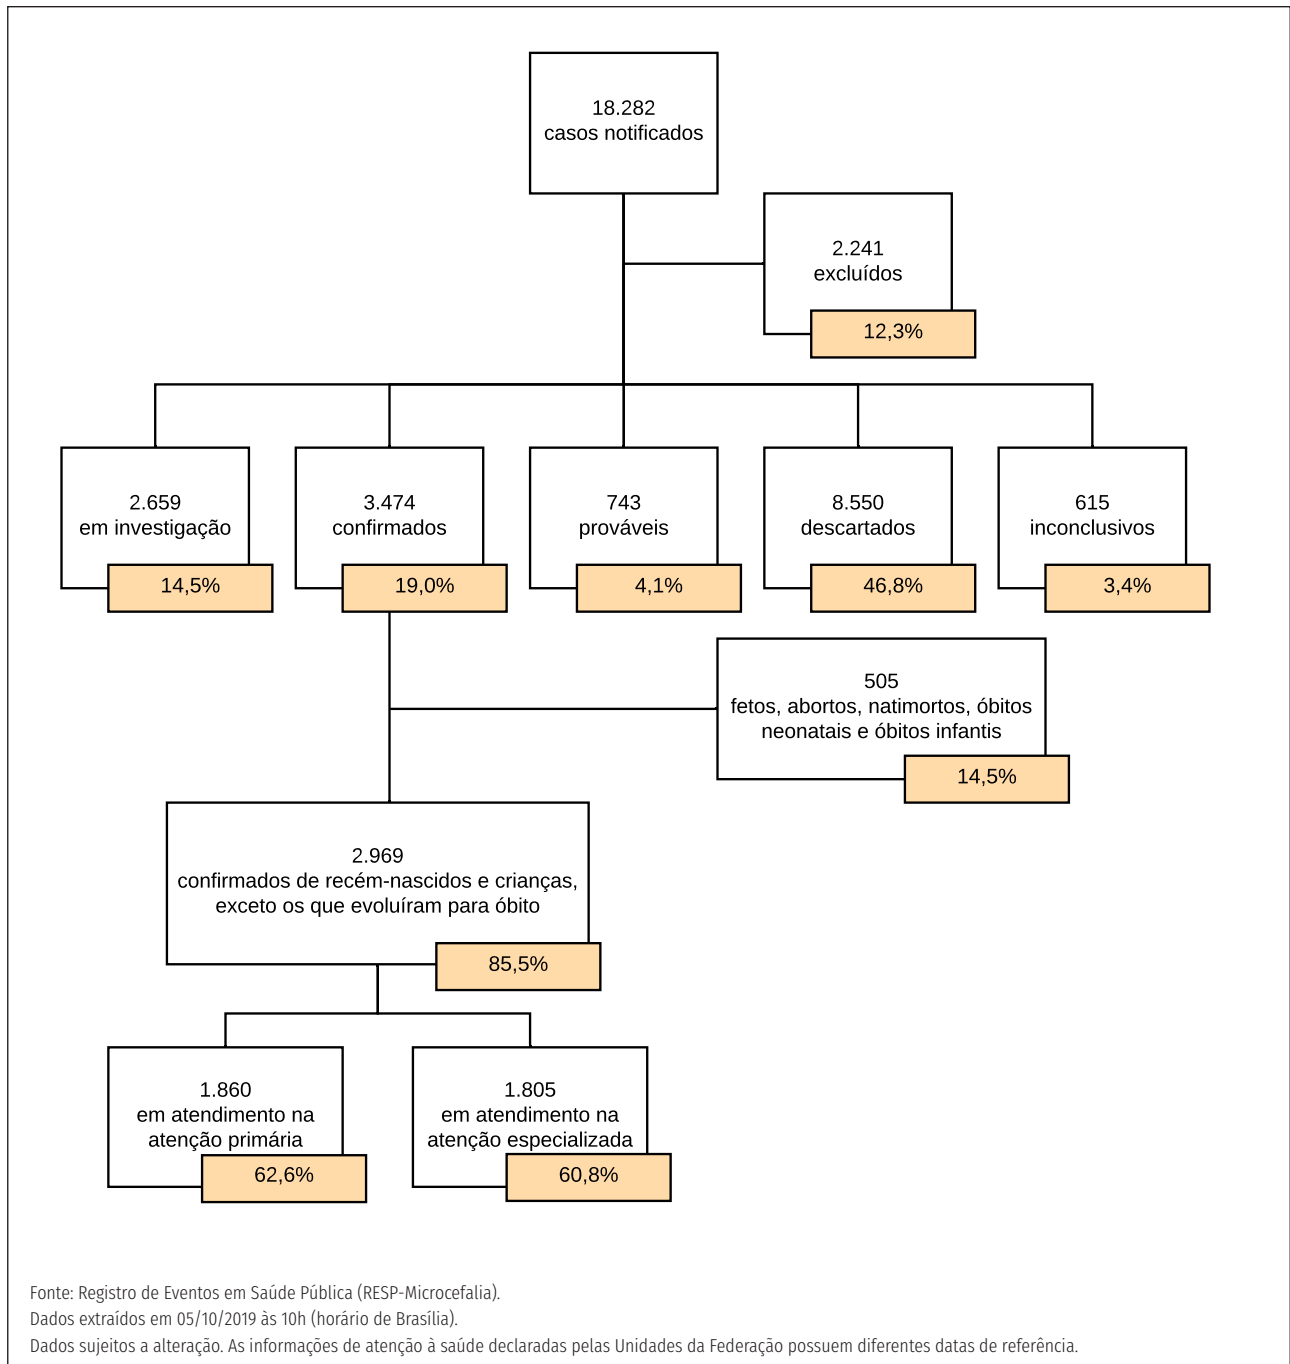 18.282
casos notificados
2.241
excluídos
12,3%
2.659
em investigação
14,5%
3.474
confirmados
19,0%
743
prováveis
4,1%
8.550
descartados
46,8%
615
inconclusivos
3,4%
505
fetos, abortos, natimortos, óbitos
neonatais e óbitos infantis
14,5%
2.969
confirmados de recém-nascidos e crianças,
exceto os que evoluíram para óbito
85,5%
1.860
em atendimento na
atenção primária
62,6%
1.805
em atendimento na
atenção especializada
60,8%
Fonte: Registro de Eventos em Saúde Pública (RESP-Microcefalia).
Dados extraídos em 05/10/2019 às 10h (horário de Brasília).
Dados sujeitos a alteração. As informações de atenção à saúde declaradas pelas Unidades da Federação possuem diferentes datas de referência.